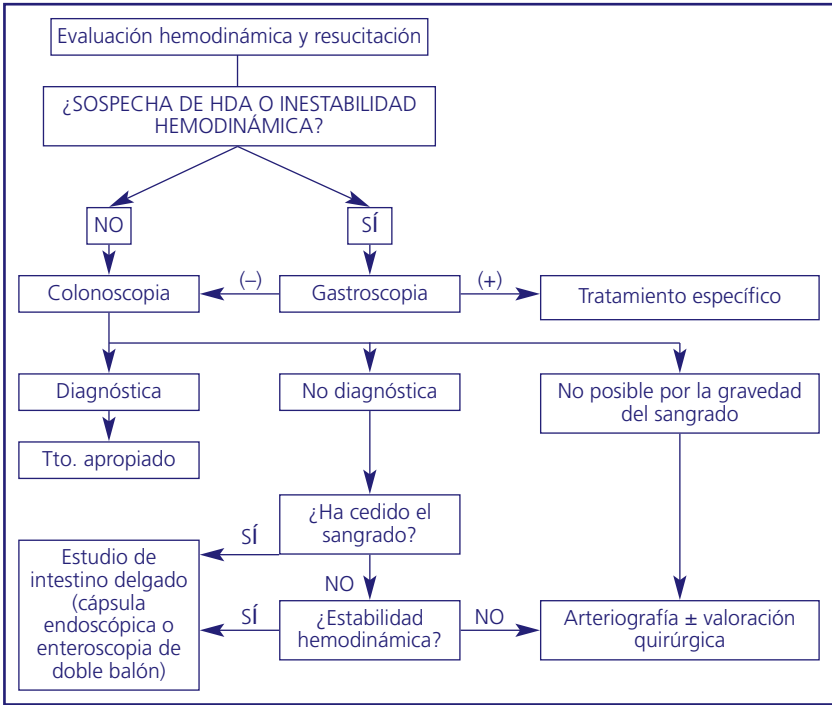 Evaluación hemodinámica y resucitación
¿SOSPECHA DE HDA O INESTABILIDAD
HEMODINÁMICA?
NO
SÍ
Colonoscopia
(–)
Gastroscopia
(+)
Tratamiento específico
Diagnóstica
No diagnóstica
No posible por la gravedad
del sangrado
Tto. apropiado
¿Ha cedido el
sangrado?
SÍ
NO
Estudio de
intestino delgado
(cápsula
endoscópica o
enteroscopia de
doble balón)
SÍ
¿Estabilidad
hemodinámica?
NO
Arteriografía ± valoración
quirúrgica